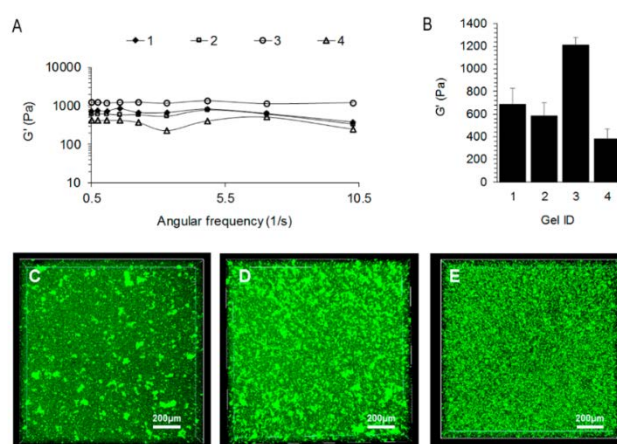 A
1 2 3 4
G' (Pa)
10000
1000
100
10
0.5 5.5 10.5
Angular frequency (1/s)
B
G' (Pa)
1400
1200
1000
800
600
400
200
0
1 2 3 4
Gel ID
C
200μm
D
200μm
E
200μm